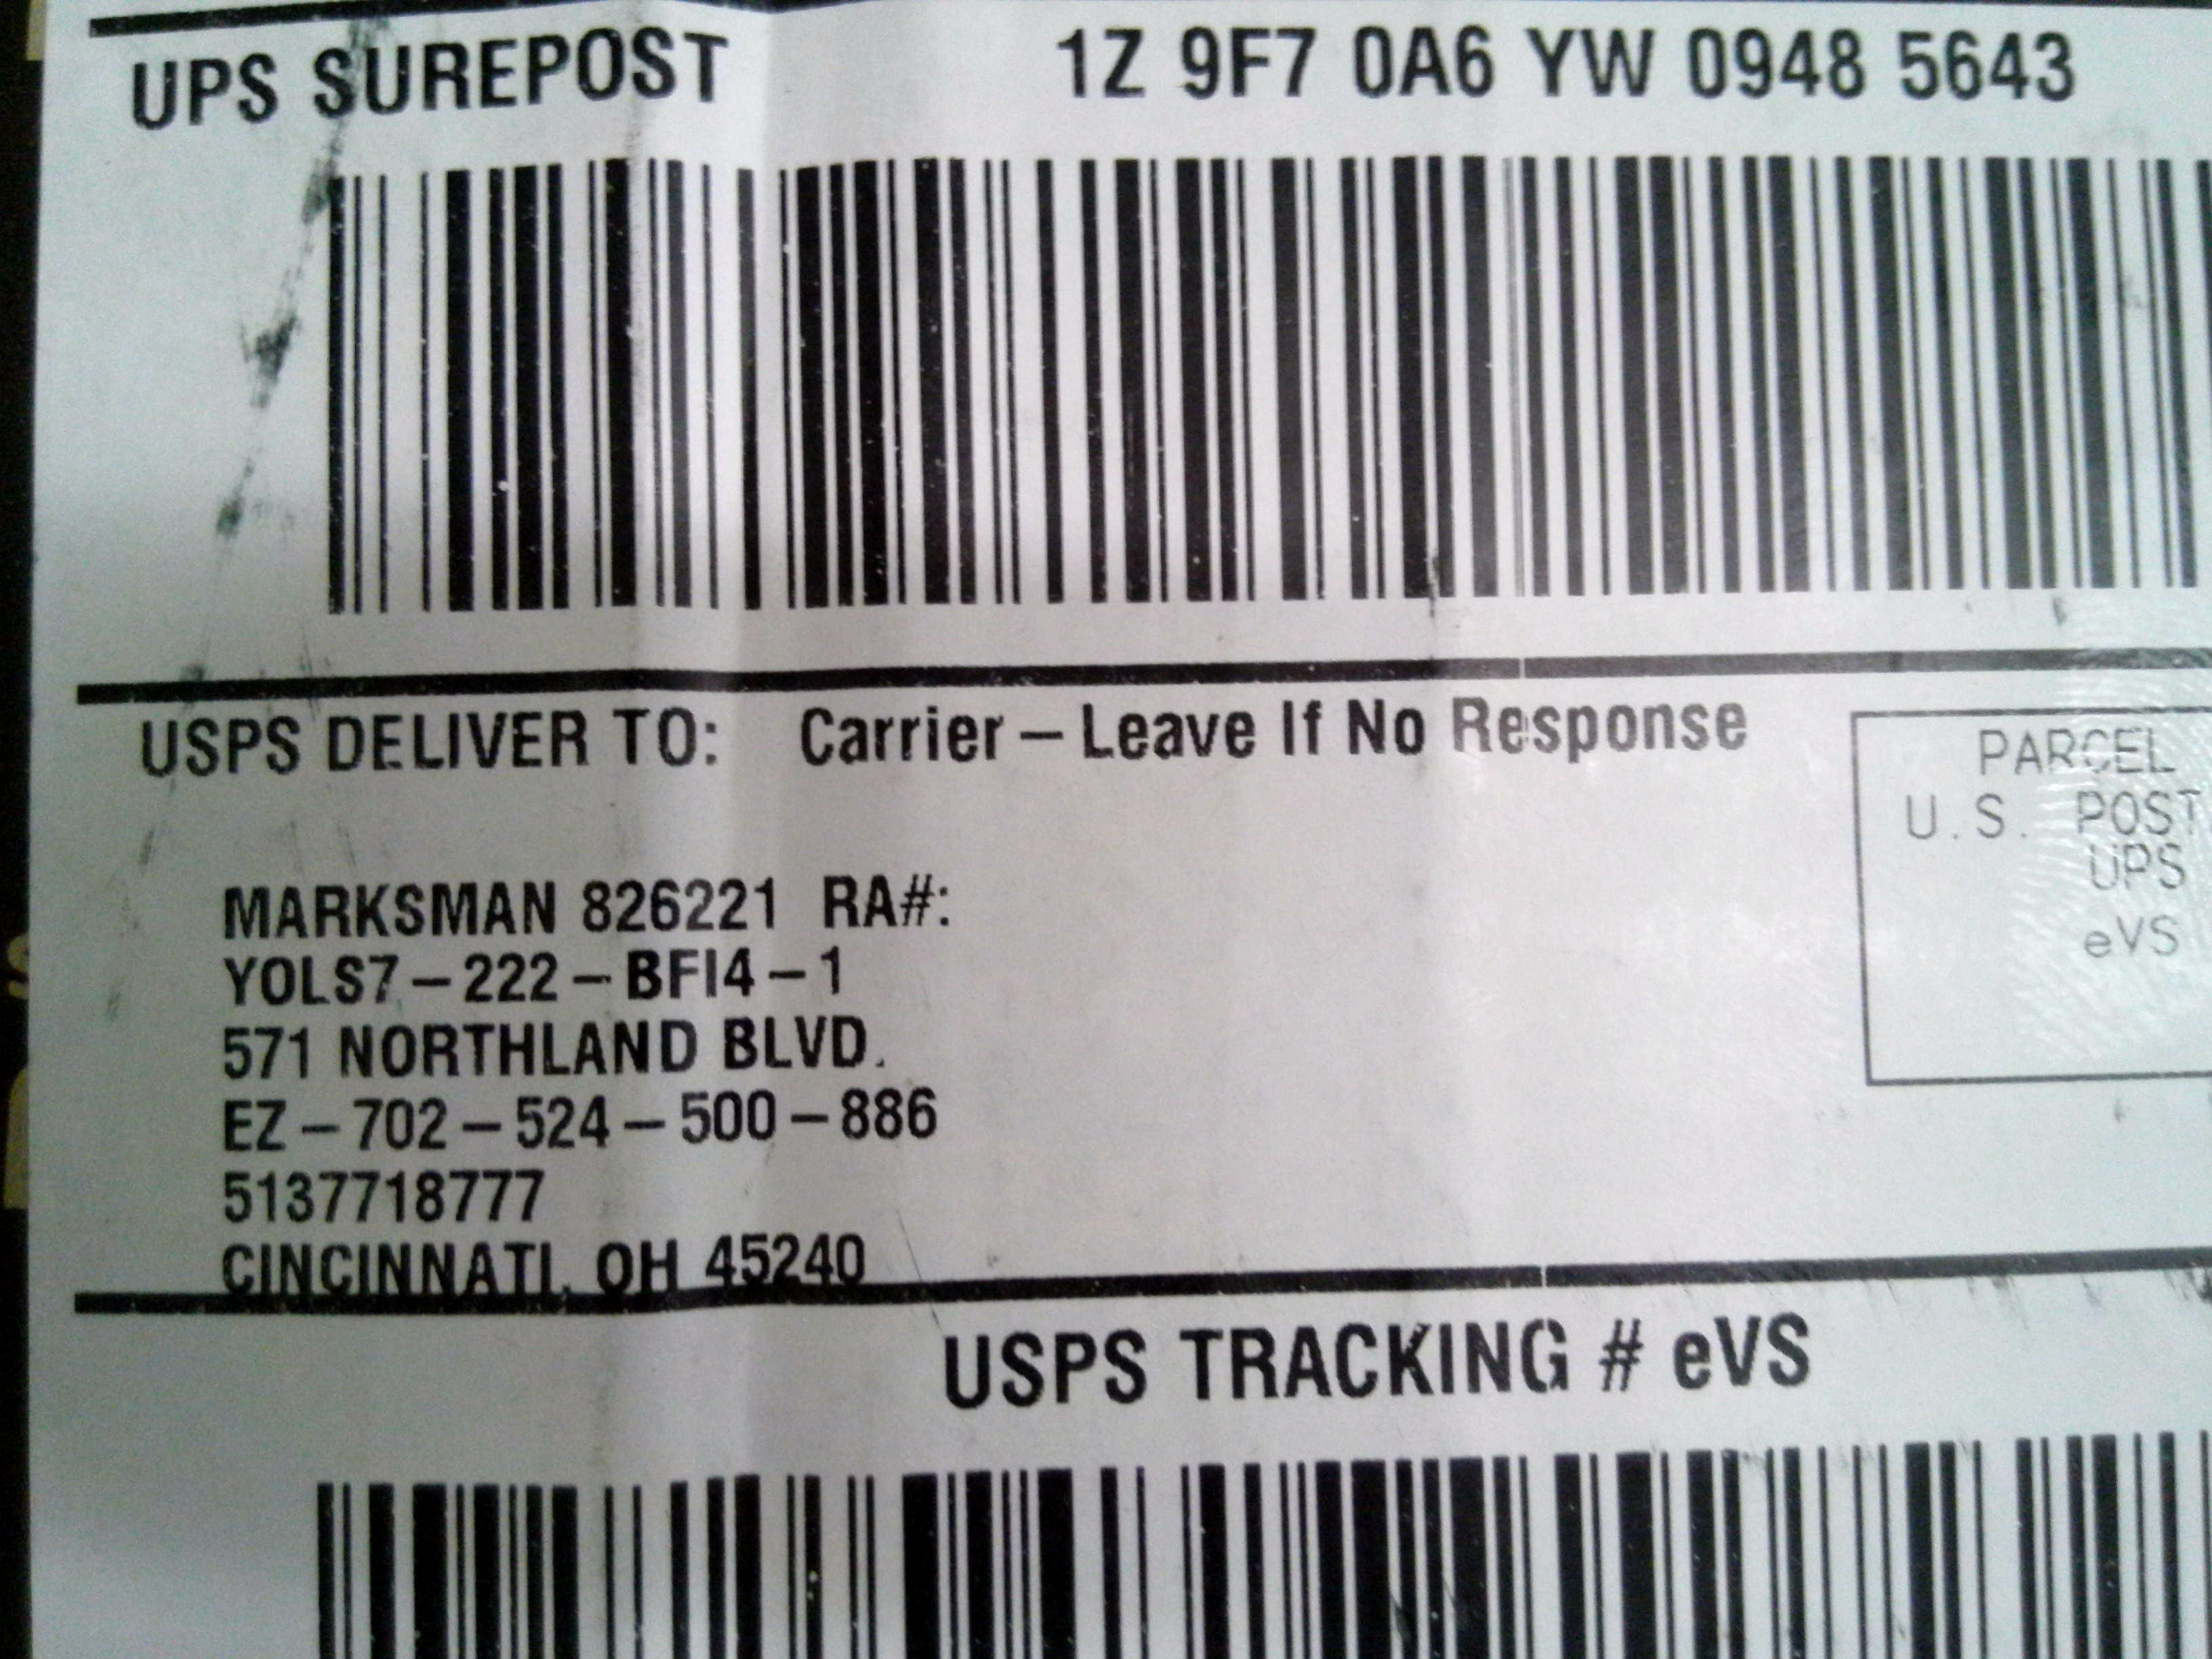 UPS SUREPOST 1Z 9F7 0A6 YW 0948 5643
USPS DELIVER TO: Carrier – Leave If No Response
PARCEL
U.S. POST
UPS
eVS
MARKSMAN 826221 RA#:
YOLS7 – 222 – BFI4 – 1
571 NORTHLAND BLVD.
EZ – 702 – 524 – 500 – 886
5137718777
CINCINNATI, OH 45240
USPS TRACKING # eVS